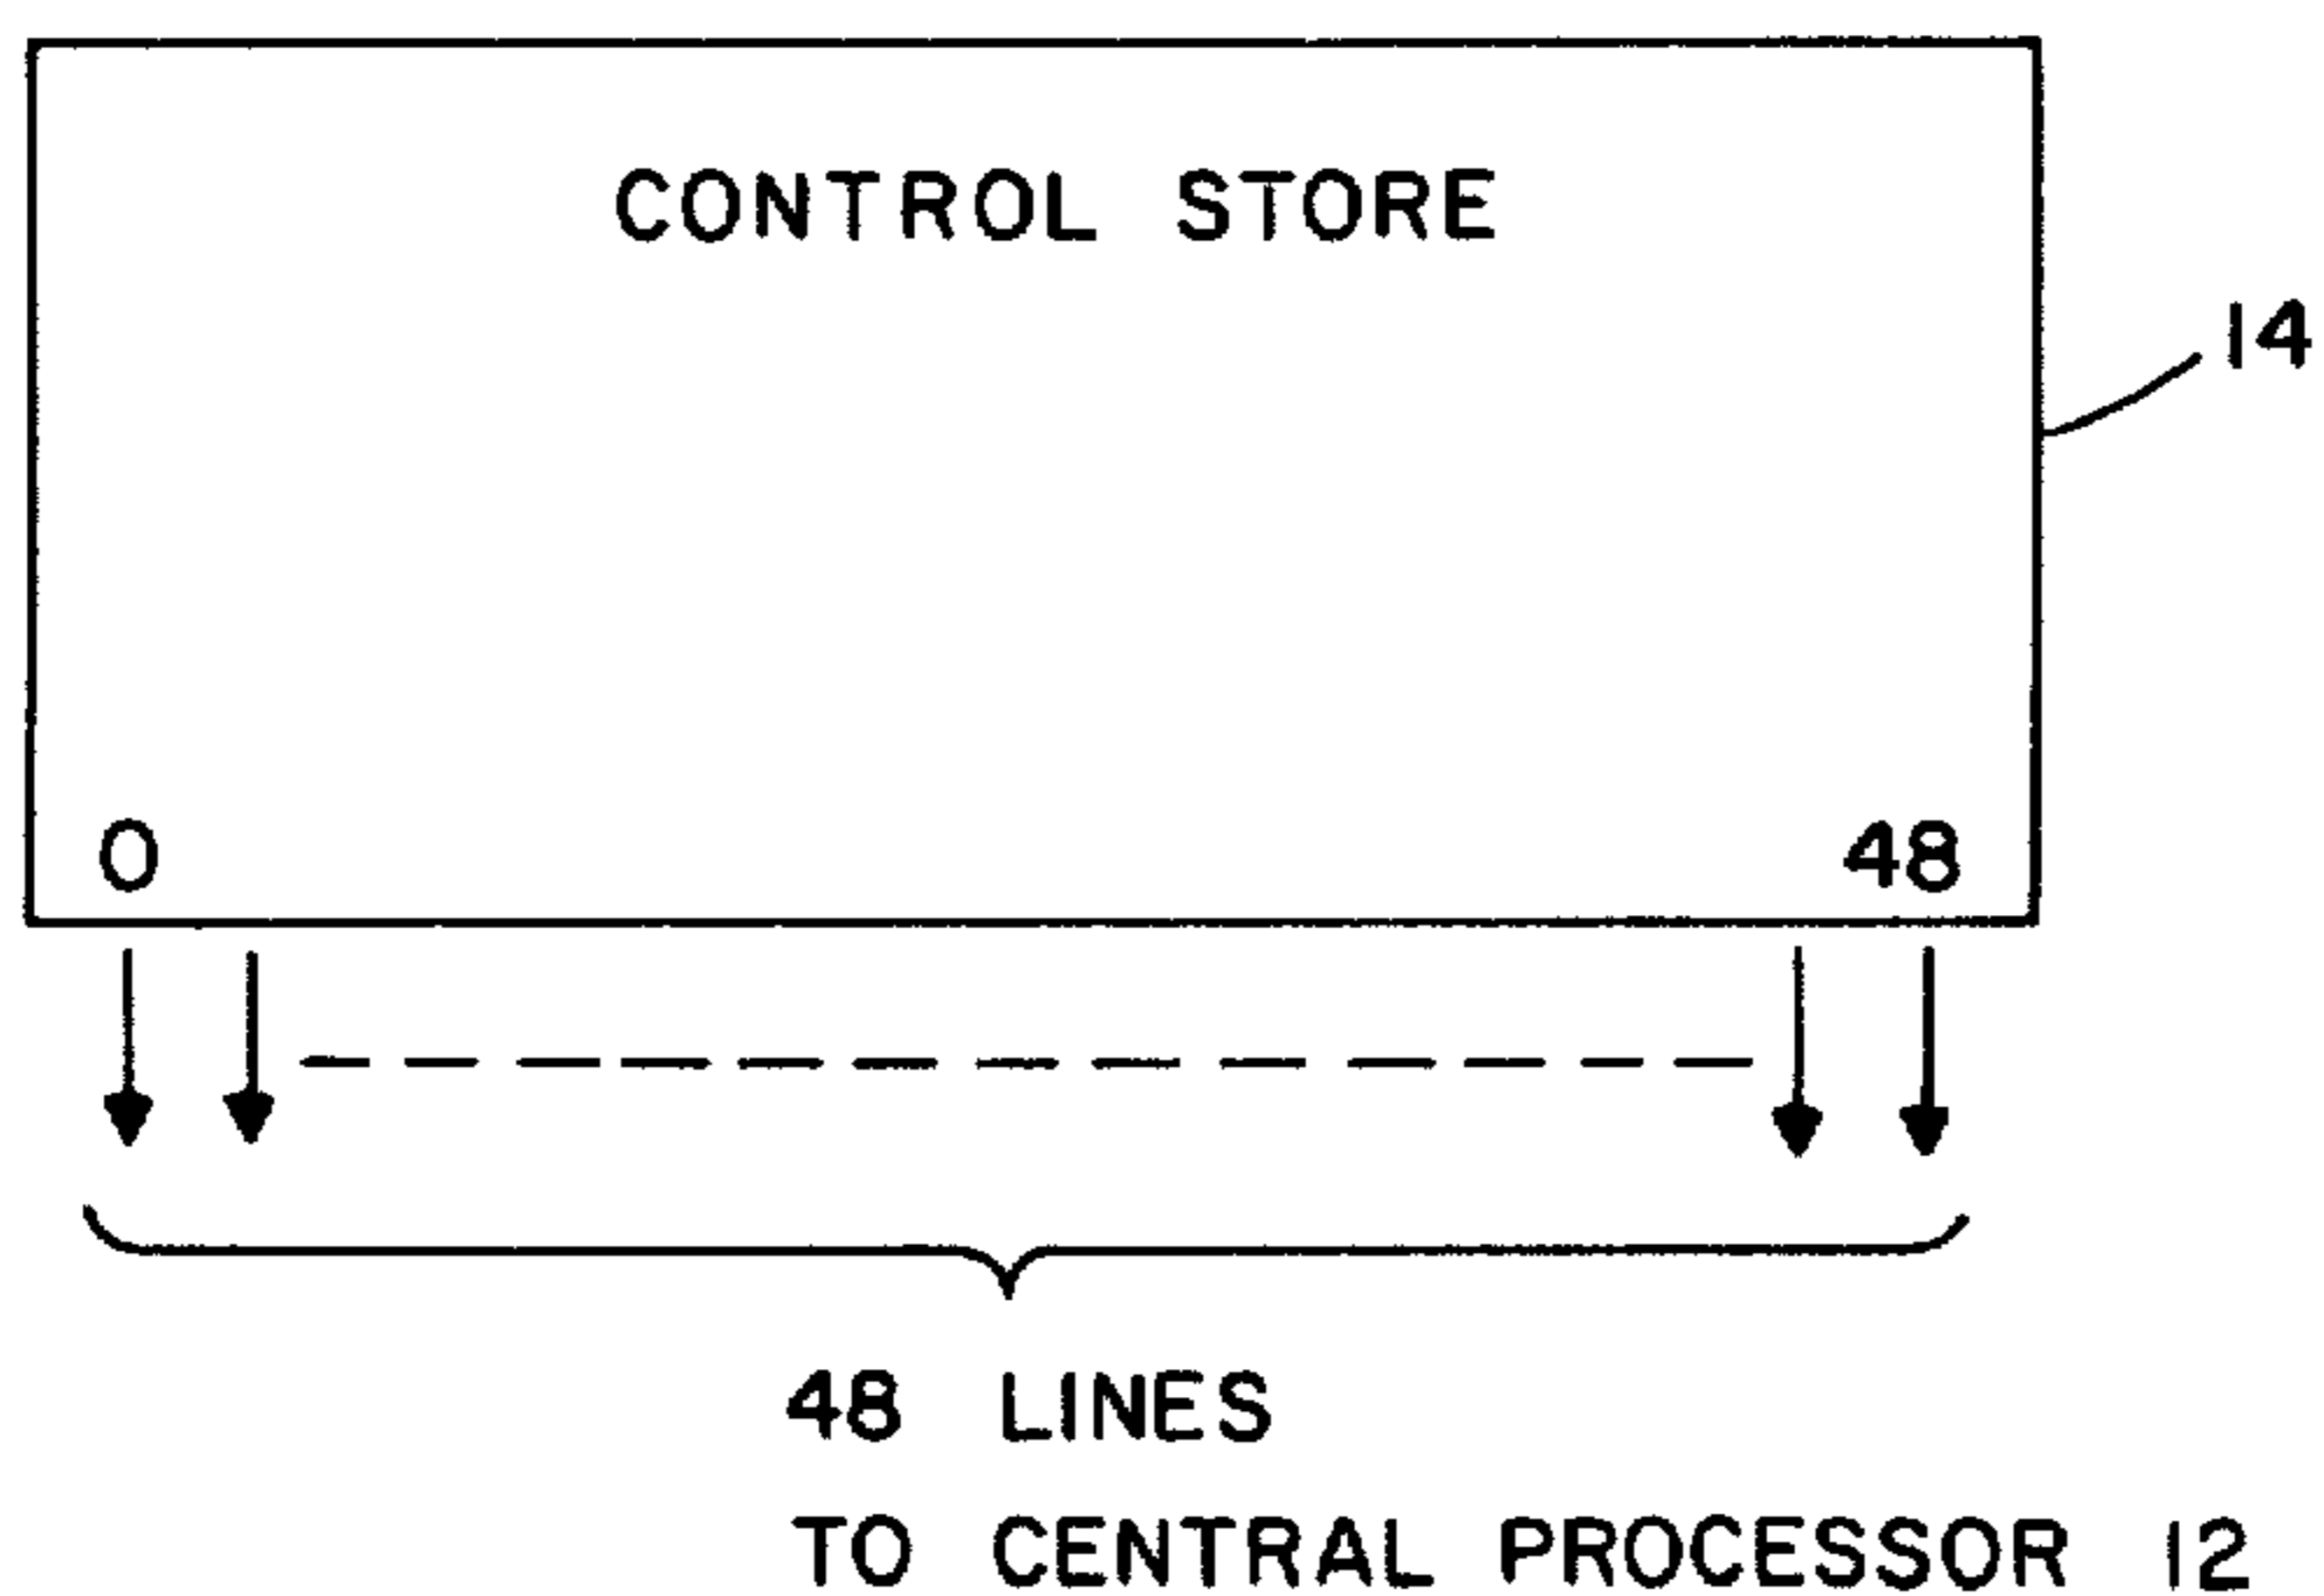 CONTROL STORE
14
0 48
48 LINES
TO CENTRAL PROCESSOR 12